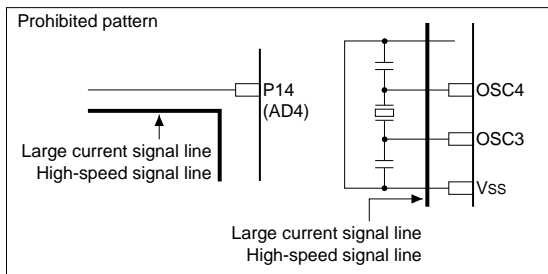 Prohibited pattern
P14
(AD4)
Large current signal line
High-speed signal line
OSC4
OSC3
VSS
Large current signal line
High-speed signal line